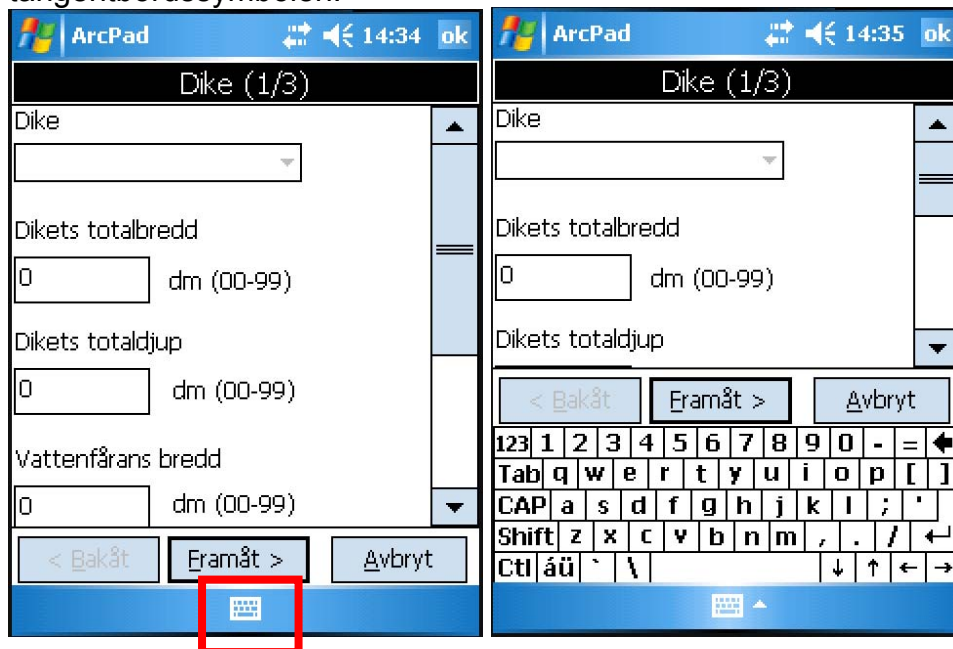 tangentbordssymbolen.
ArcPad 14:34 ok
Dike (1/3)
Dike
Dikets totalbredd
0 dm (00-99)
Dikets totaldjup
0 dm (00-99)
Vattenfårans bredd
0 dm (00-99)
< Bakåt Framåt > Avbryt
ArcPad 14:35 ok
Dike (1/3)
Dike
Dikets totalbredd
0 dm (00-99)
Dikets totaldjup
< Bakåt Framåt > Avbryt
123 1 2 3 4 5 6 7 8 9 0 - =
Tab q w e r t y u i o p [ ]
CAP a s d f g h j k l ; '
Shift z x c v b n m , . /
Ctl áü ` \ ↓ ↑ ← →